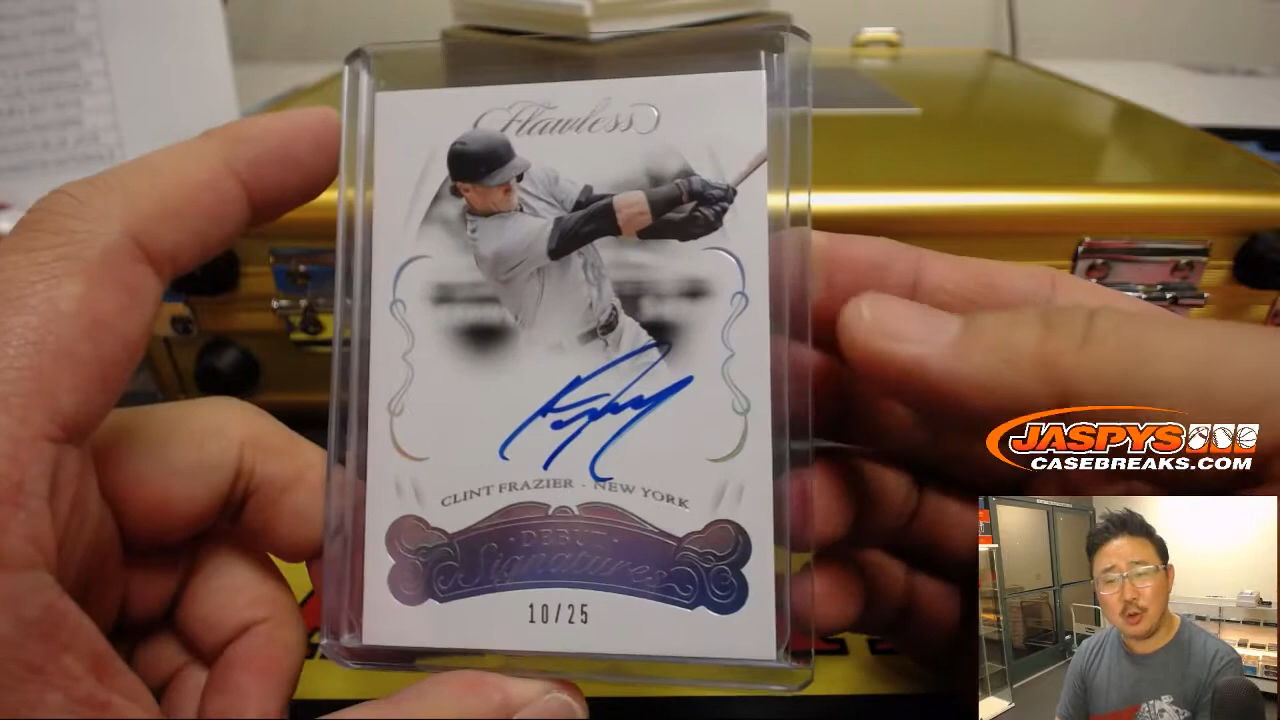 Flawless
CLINT FRAZIER · NEW YORK
· DEBUT ·
Signatures
10/25
JASPYS
CASEBREAKS.COM